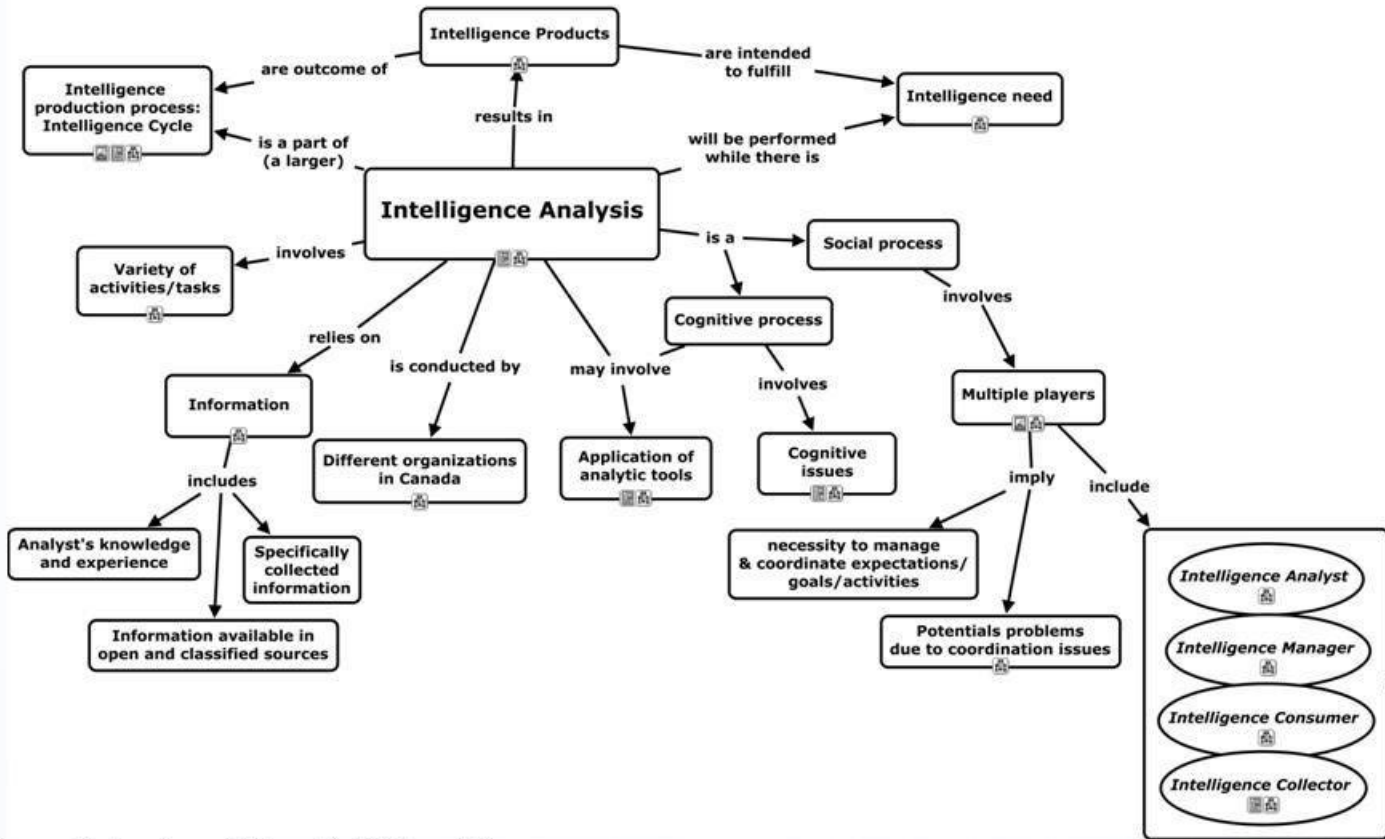 Intelligence Products
are outcome of
are intended
to fulfill
Intelligence
production process:
Intelligence Cycle
Intelligence need
results in
is a part of
(a larger)
will be performed
while there is
Intelligence Analysis
is a
Social process
involves
Variety of
activities/tasks
involves
Cognitive process
relies on
is conducted by
may involve
involves
Information
Multiple players
Different organizations
in Canada
Application of
analytic tools
Cognitive
issues
includes
imply
include
Analyst's knowledge
and experience
Specifically
collected
information
necessity to manage
& coordinate expectations/
goals/activities
Information available in
open and classified sources
Potentials problems
due to coordination issues
Intelligence Analyst
Intelligence Manager
Intelligence Consumer
Intelligence Collector